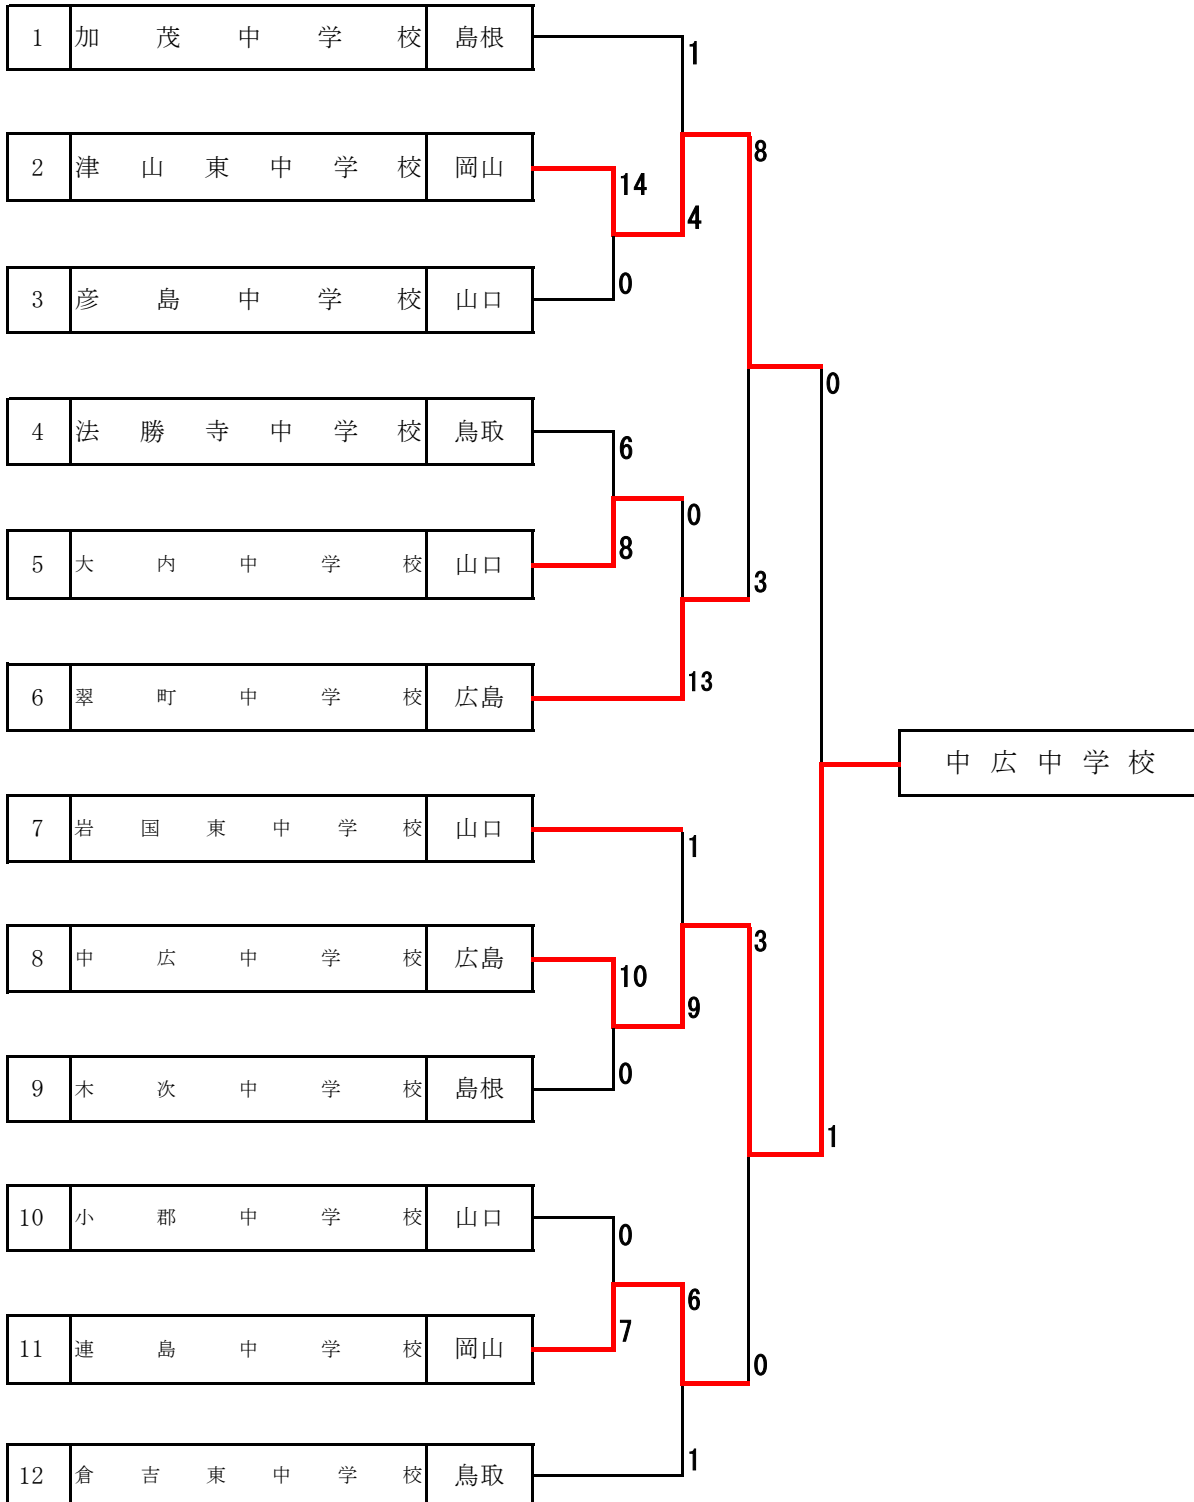 1 加茂中学校 島根
1
8
2 津山東中学校 岡山
14
4
0
3 彦島中学校 山口
0
4 法勝寺中学校 鳥取
6
0
8
5 大内中学校 山口
3
13
6 翠町中学校 広島
中広中学校
7 岩国東中学校 山口
1
3
8 中広中学校 広島
10
9
0
9 木次中学校 島根
1
10 小郡中学校 山口
0
6
7
11 連島中学校 岡山
0
1
12 倉吉東中学校 鳥取